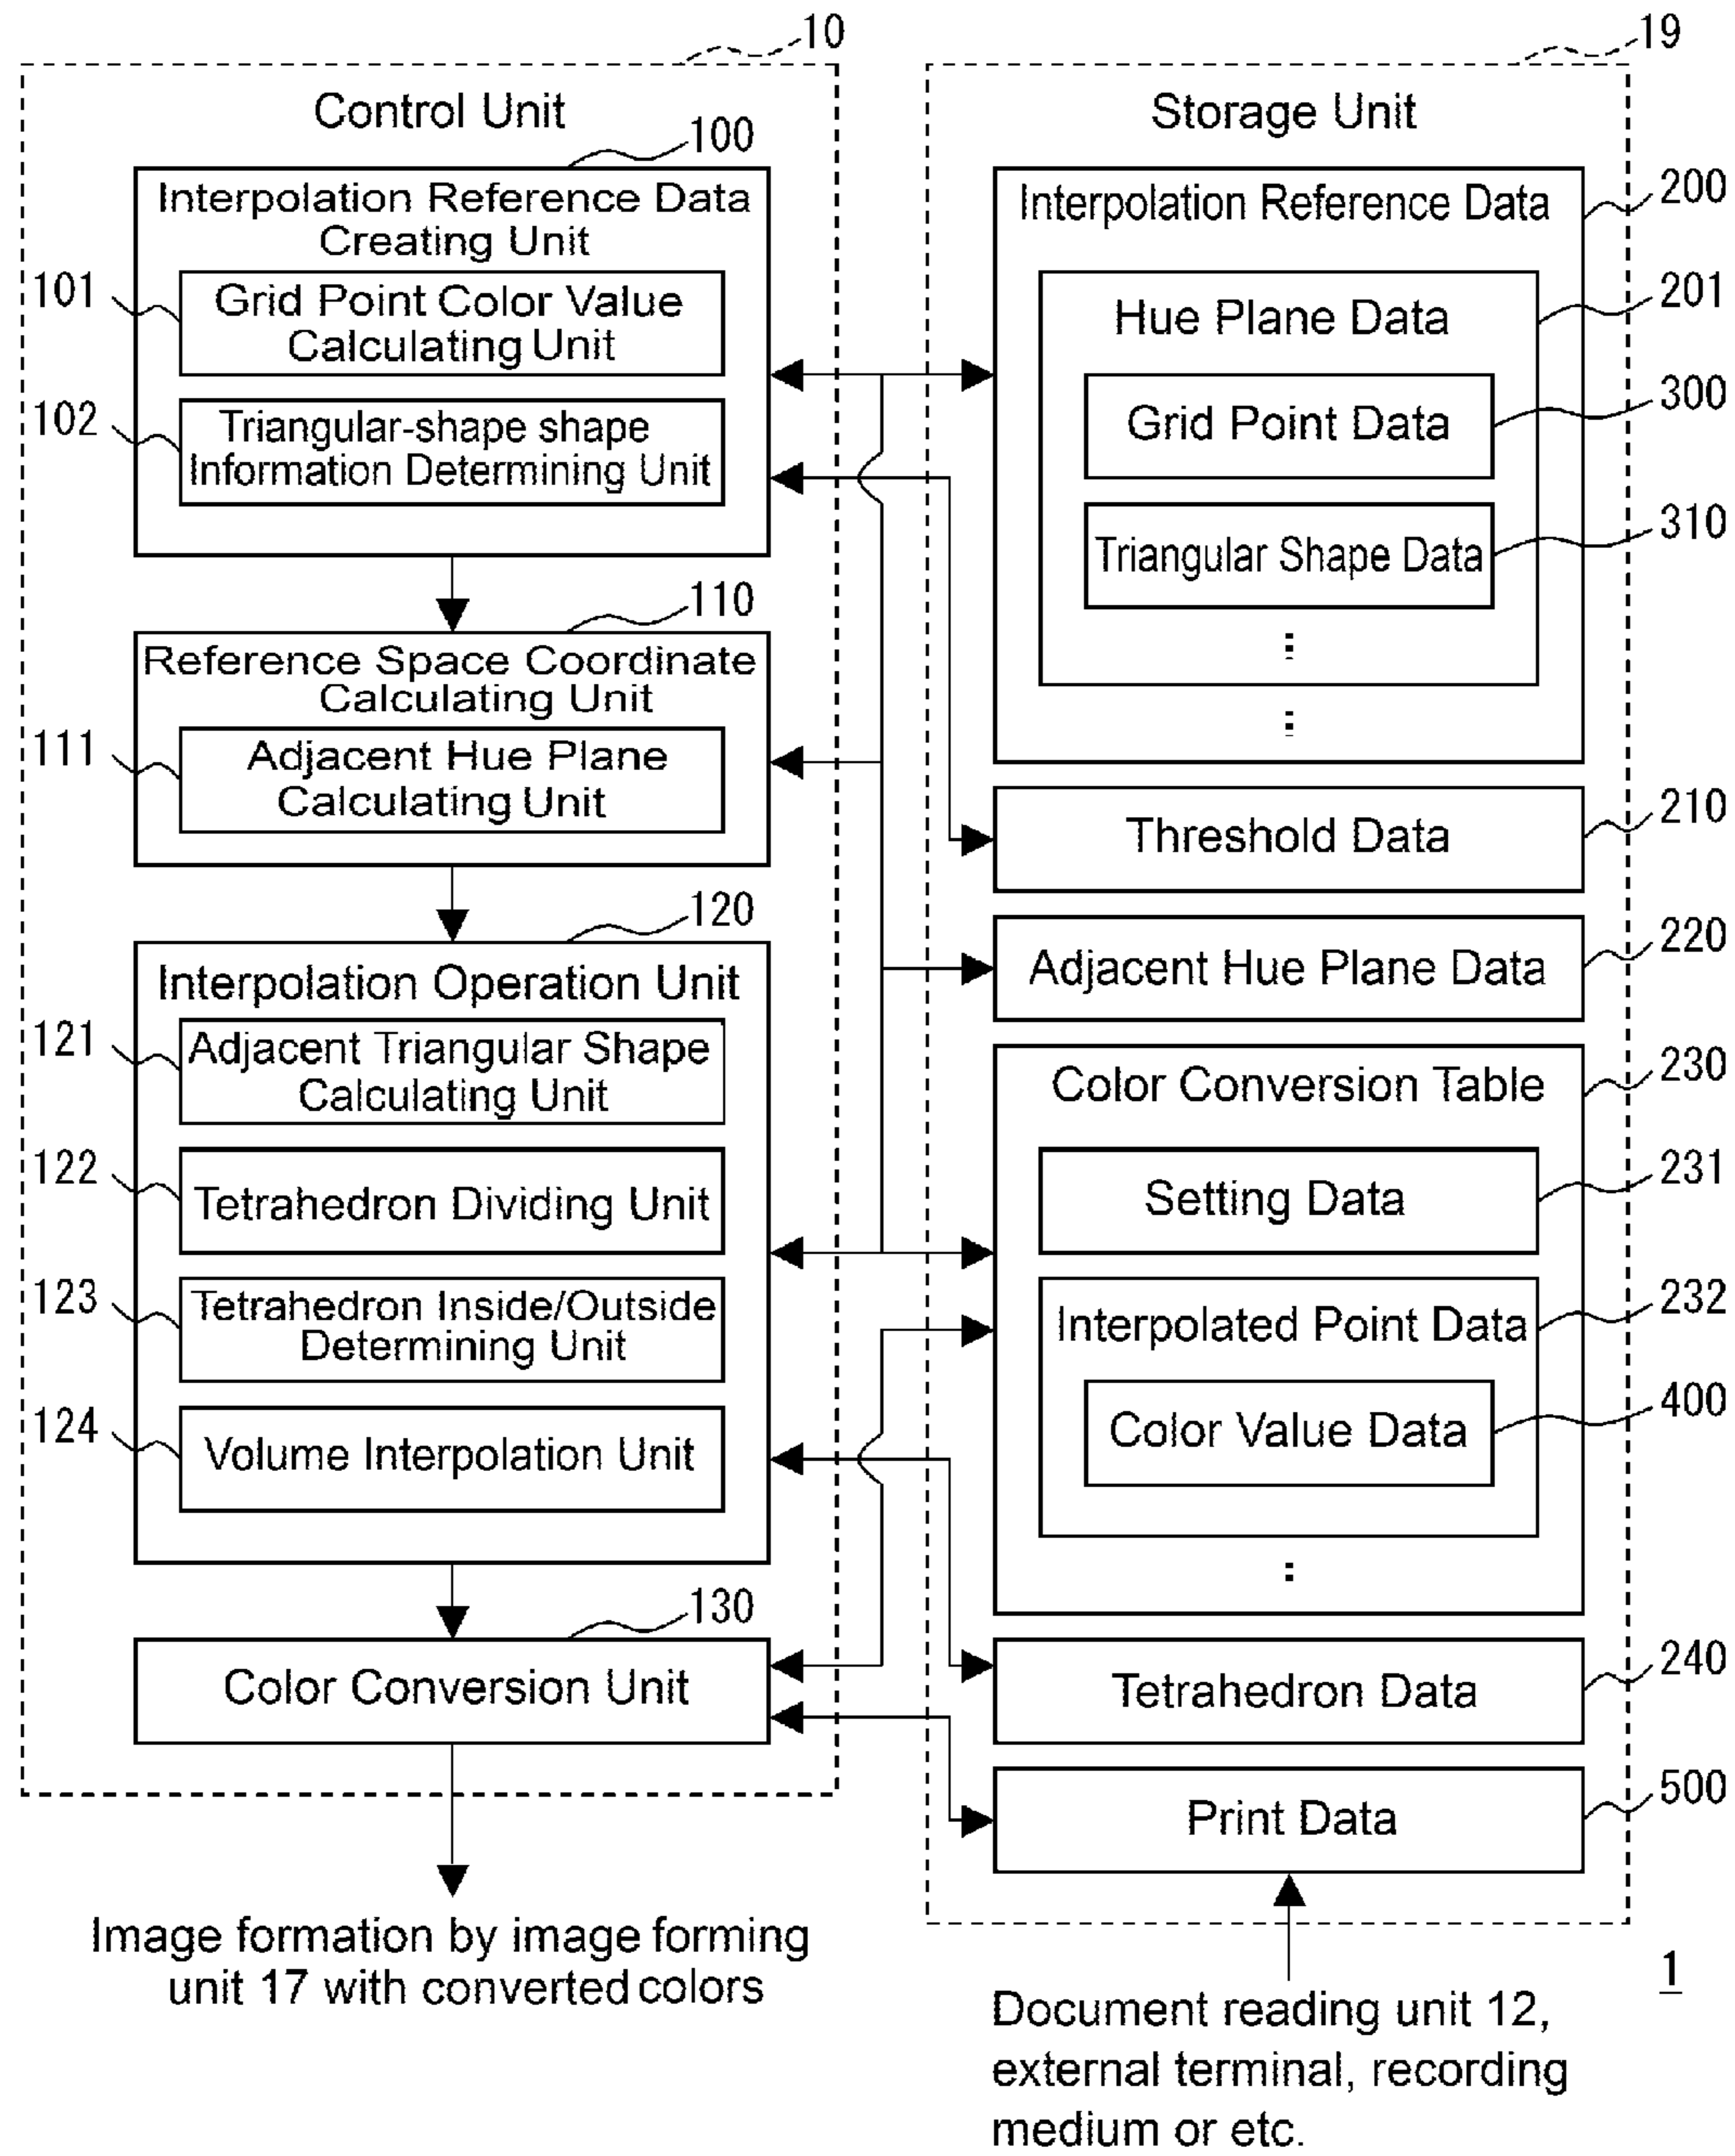 10
Control Unit
100
Interpolation Reference Data
Creating Unit
101
Grid Point Color Value
Calculating Unit
102
Triangular-shape shape
Information Determining Unit
110
Reference Space Coordinate
Calculating Unit
111
Adjacent Hue Plane
Calculating Unit
120
Interpolation Operation Unit
121
Adjacent Triangular Shape
Calculating Unit
122
Tetrahedron Dividing Unit
123
Tetrahedron Inside/Outside
Determining Unit
124
Volume Interpolation Unit
130
Color Conversion Unit
Image formation by image forming
unit 17 with converted colors
19
Storage Unit
200
Interpolation Reference Data
201
Hue Plane Data
300
Grid Point Data
310
Triangular Shape Data
:
:
210
Threshold Data
220
Adjacent Hue Plane Data
230
Color Conversion Table
231
Setting Data
232
Interpolated Point Data
400
Color Value Data
:
240
Tetrahedron Data
500
Print Data
Document reading unit 12,
external terminal, recording
medium or etc.
1